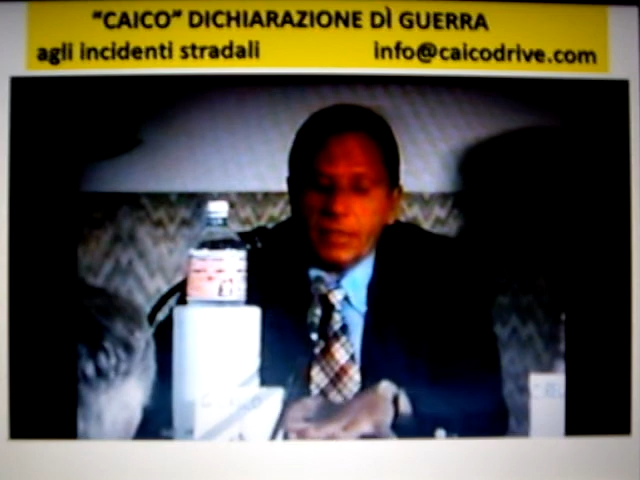 “CAICO” DICHIARAZIONE DÌ GUERRA
agli incidenti stradali info@caicodrive.com